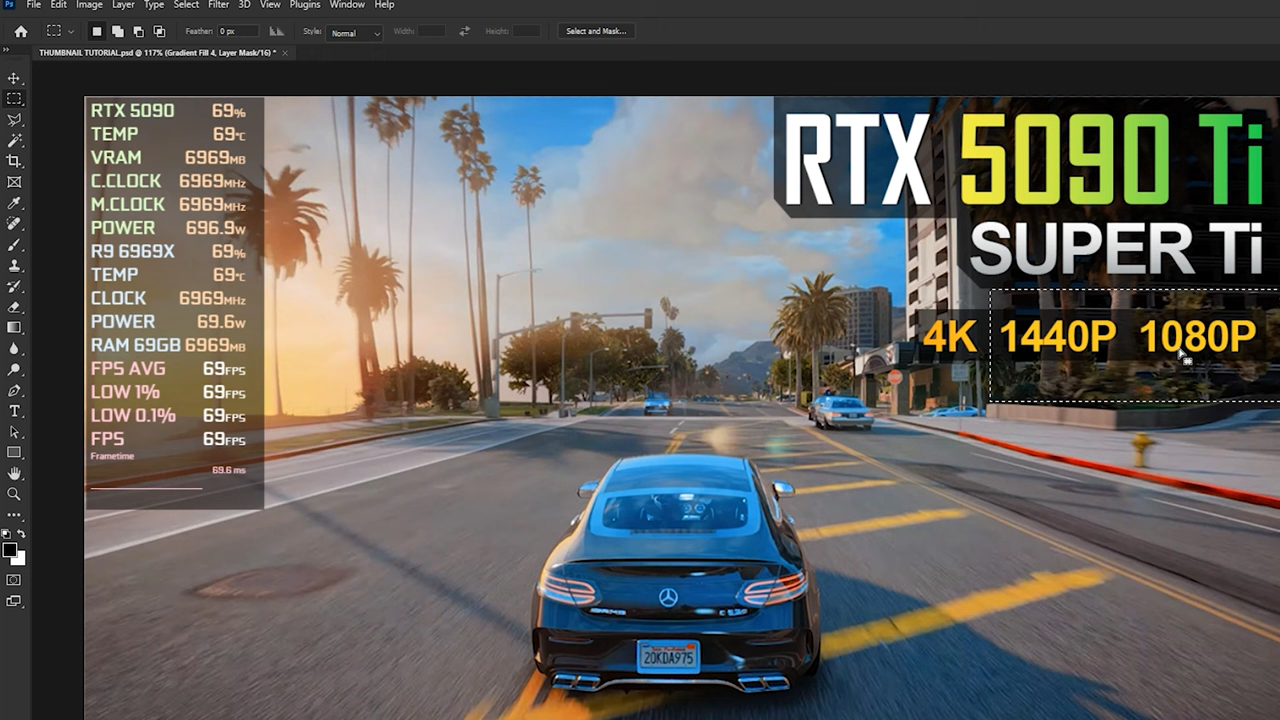 Ps File Edit Image Layer Type Select Filter 3D View Plugins Window Help
Feather: 0 px Style: Normal Width: Height: Select and Mask...
THUMBNAIL TUTORIAL.psd @ 117% (Gradient Fill 4, Layer Mask/16) * ×
RTX 5090 69%
TEMP 69°C
VRAM 6969MB
C.CLOCK 6969MHz
M.CLOCK 6969MHz
POWER 696.9W
R9 6969X 69%
TEMP 69°C
CLOCK 6969MHz
POWER 69.6W
RAM 69GB 6969MB
FPS AVG 69FPS
LOW 1% 69FPS
LOW 0.1% 69FPS
FPS 69FPS
Frametime
69.6 ms
RTX 5090 Ti
SUPER Ti
4K 1440P 1080P
20KDA975